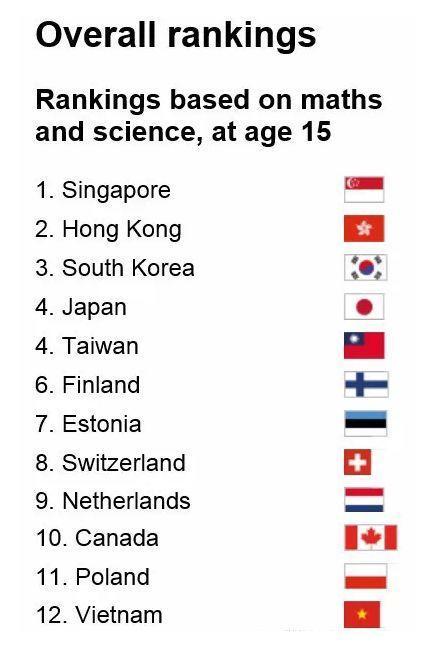 Overall rankings
Rankings based on maths
and science, at age 15
1. Singapore
2. Hong Kong
3. South Korea
4. Japan
4. Taiwan
6. Finland
7. Estonia
8. Switzerland
9. Netherlands
10. Canada
11. Poland
12. Vietnam